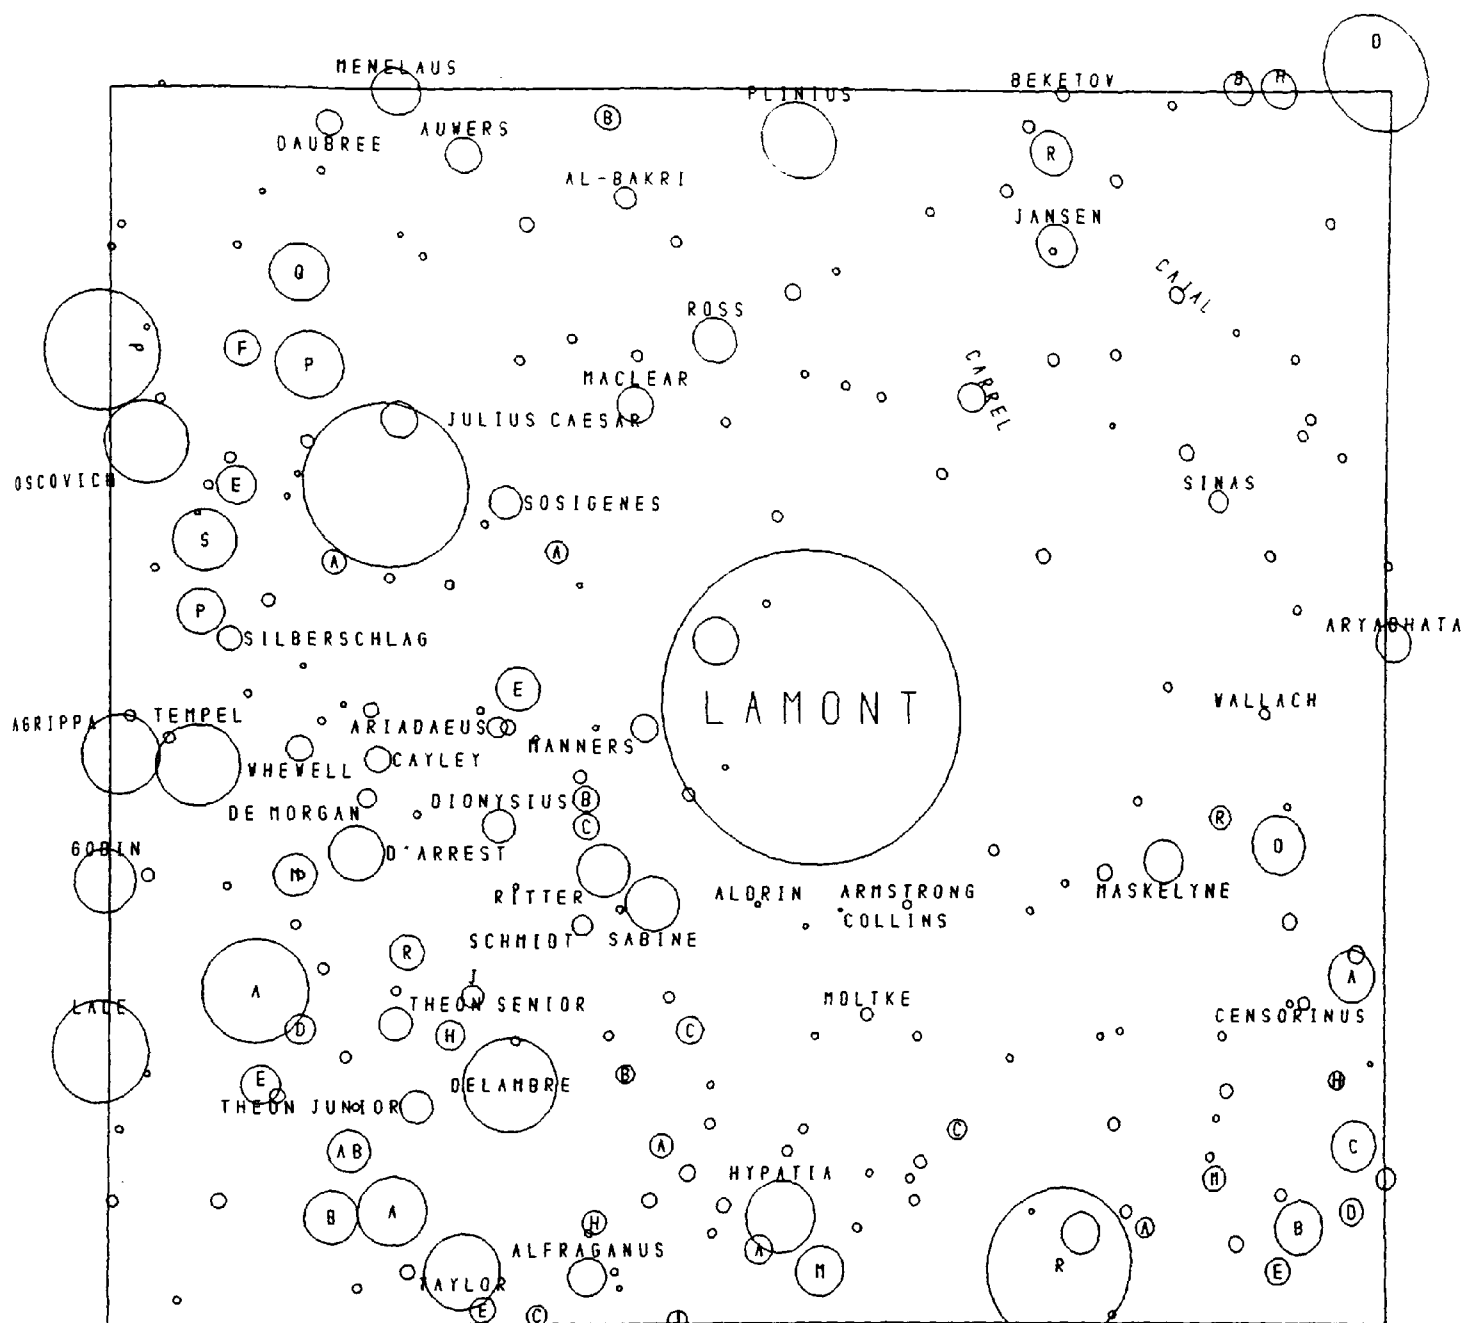 D
MENELAUS
BEKETOV
B
M
PLINIUS
B
AUWERS
DAUBREE
R
AL-BAKRI
JANSEN
Q
CAJAL
ROSS
F
P
P
MACLEAR
CARREL
JULIUS CAESAR
OSCOVICH
E
SINAS
SOSIGENES
S
A
A
P
ARYABHATA
SILBERSCHLAG
E
LAMONT
WALLACH
AGRIPPA
TEMPEL
ARIADAEUS
MANNERS
WHEWELL
CAYLEY
DE MORGAN
DIONYSIUS
B
C
R
O
GODIN
D'ARREST
M
RITTER
ALDRIN
ARMSTRONG
MASKELYNE
COLLINS
SCHMIDT
SABINE
R
A
J
A
LADE
THEON SENIOR
MOLTKE
CENSORINUS
D
H
C
E
DELAMBRE
B
H
THEON JUNIOR
AB
A
C
C
HYPATIA
M
B
A
H
A
D
B
ALFRAGANUS
A
M
R
E
TAYLOR
E
C